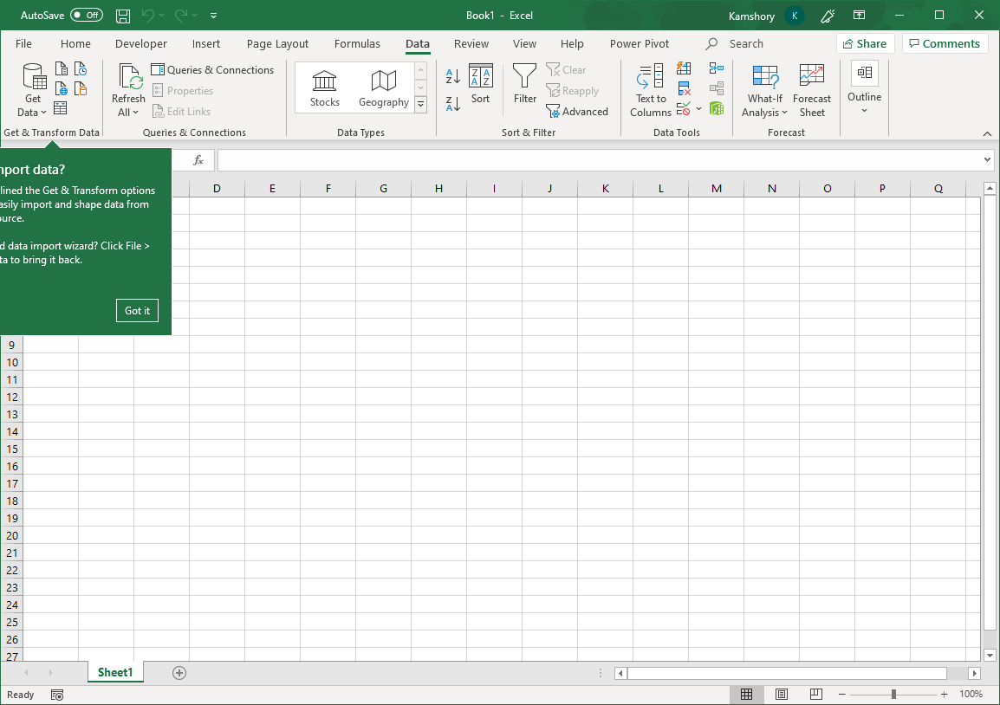 AutoSave Off Book1 - Excel Kamshory K
File Home Developer Insert Page Layout Formulas Data Review View Help Power Pivot Search Share Comments
Get Data
Refresh All
Queries & Connections
Properties
Edit Links
Stocks Geography
Sort
Filter
Clear
Reapply
Advanced
Text to Columns
What-If Analysis
Forecast Sheet
Outline
Get & Transform Data Queries & Connections Data Types Sort & Filter Data Tools Forecast
fx
nport data?
lined the Get & Transform options
asily import and shape data from
ource.
d data import wizard? Click File >
ta to bring it back.
Got it
D E F G H I J K L M N O P Q
9
10
11
12
13
14
15
16
17
18
19
20
21
22
23
24
25
26
27
Sheet1
Ready 100%